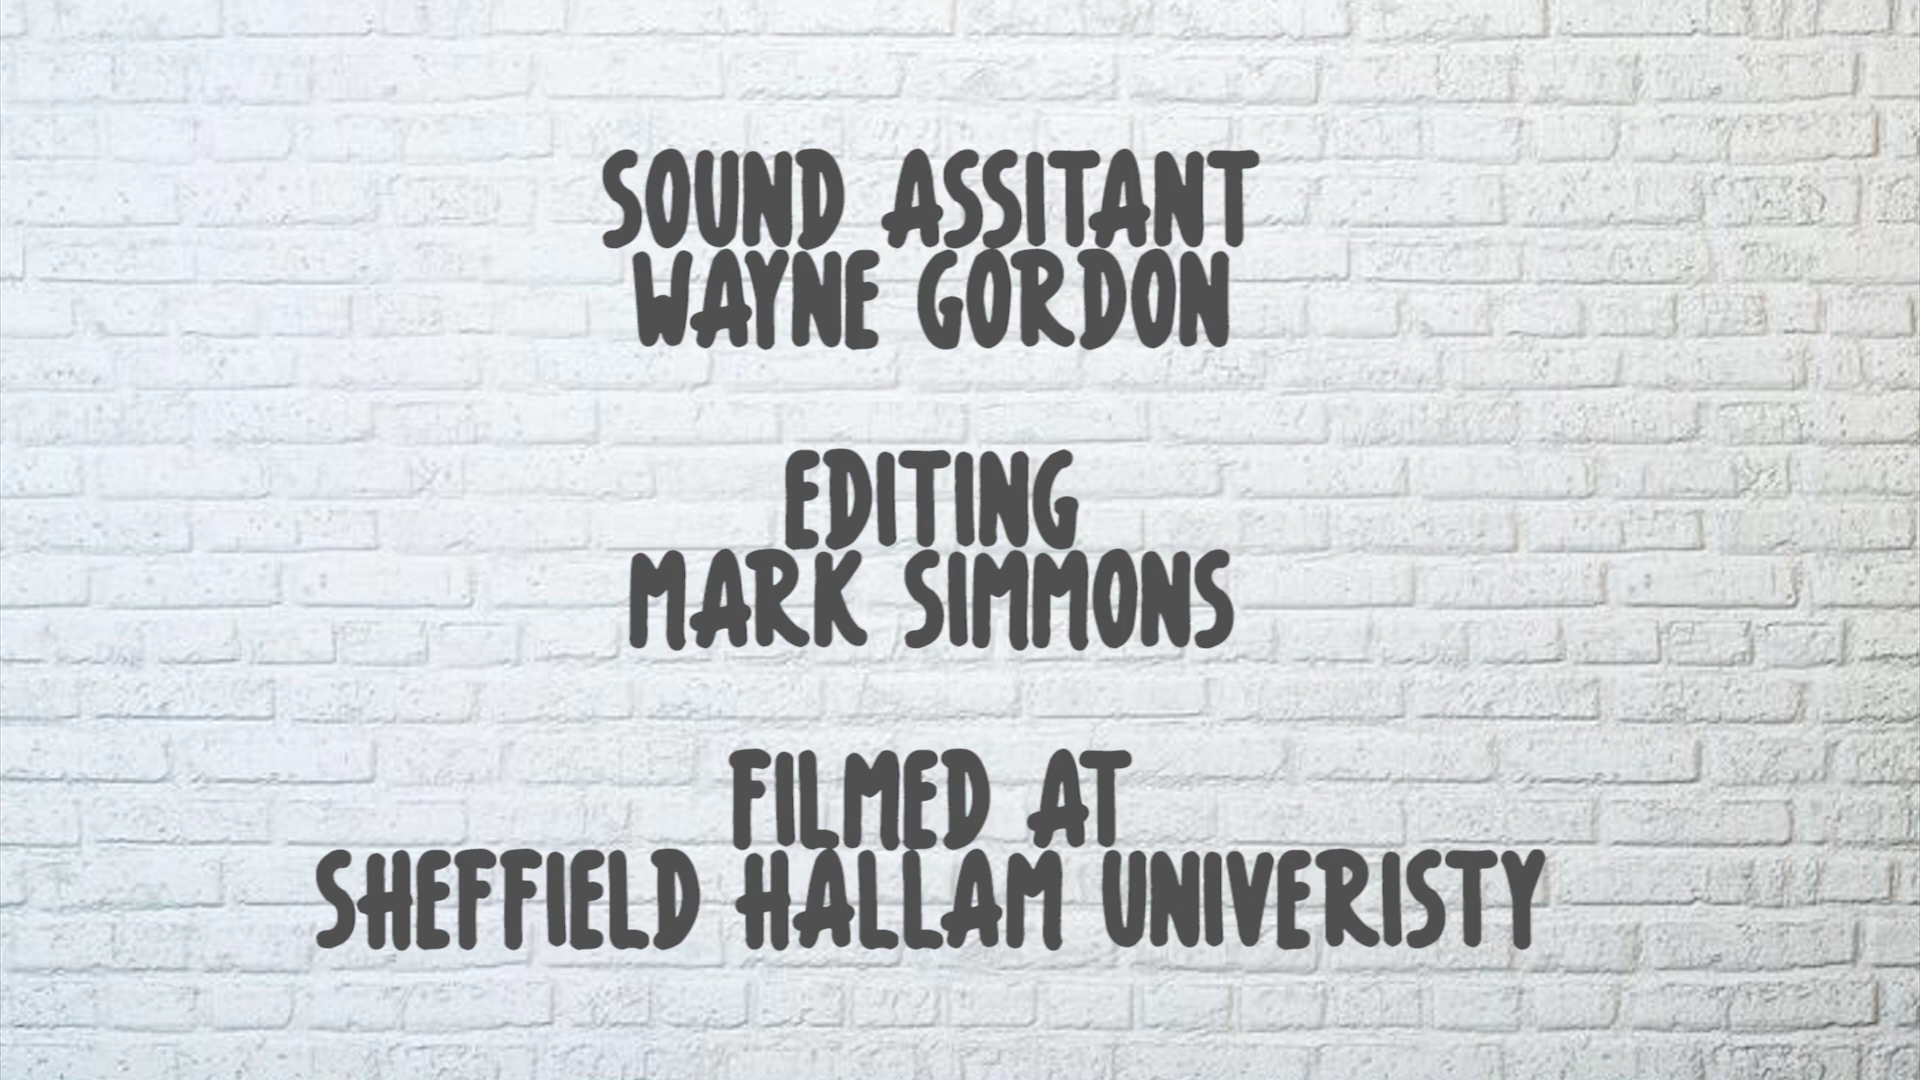 SOUND ASSITANT
WAYNE GORDON
EDITING
MARK SIMMONS
FILMED AT
SHEFFIELD HALLAM UNIVERISTY